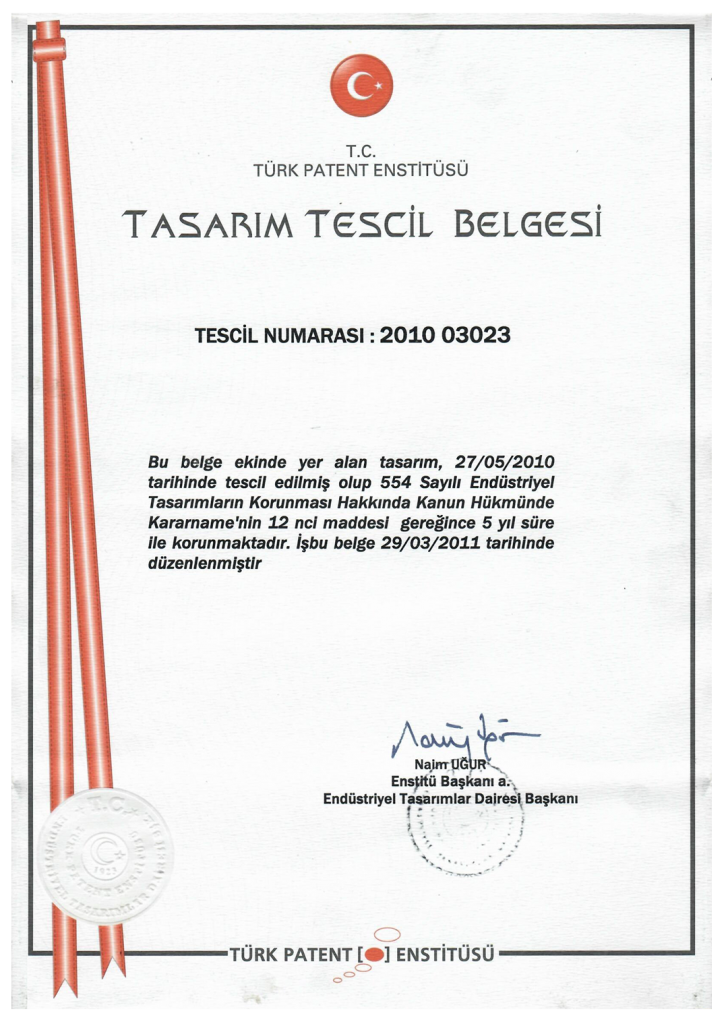 T.C.
TÜRK PATENT ENSTİTÜSÜ
TASARIM TESCİL BELGESİ
TESCİL NUMARASI : 2010 03023
Bu belge ekinde yer alan tasarım, 27/05/2010
tarihinde tescil edilmiş olup 554 Sayılı Endüstriyel
Tasarımların Korunması Hakkında Kanun Hükmünde
Kararname'nin 12 nci maddesi gereğince 5 yıl süre
ile korunmaktadır. İşbu belge 29/03/2011 tarihinde
düzenlenmiştir
Naim UĞUR
Enstitü Başkanı a.
Endüstriyel Tasarımlar Dairesi Başkanı
T.C.
TÜRK PATENT [ ] ENSTİTÜSÜ